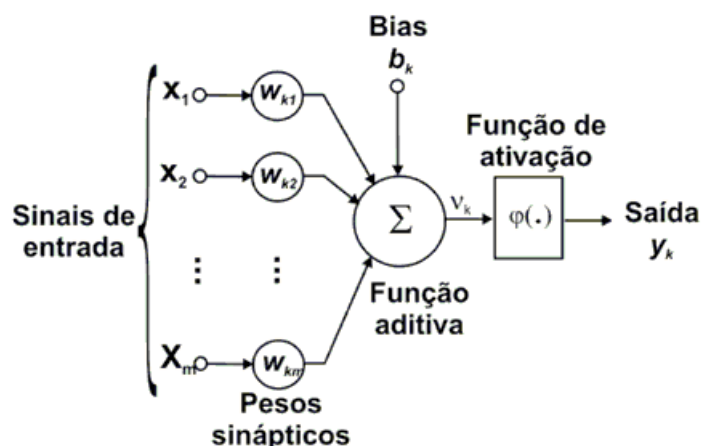 Bias
b_k
x_1
w_k1
Função de
ativação
x_2
w_k2
Sinais de
entrada
Σ
v_k
φ(.)
Saída
y_k
⋮
⋮
Função
aditiva
X_m
w_km
Pesos
sinápticos